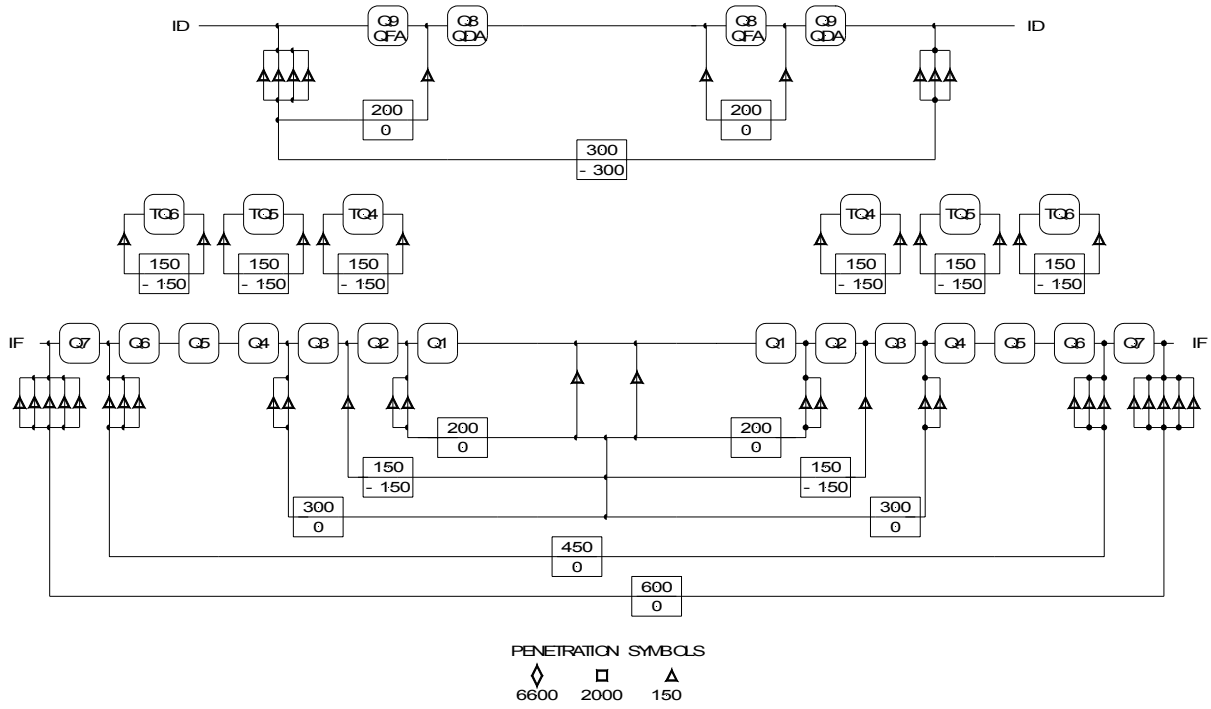 ID Q9 QFA Q8 QDA Q8 QFA Q9 QDA ID
200 0 200 0
300 - 300
TQ6 TQ5 TQ4 TQ4 TQ5 TQ6
150 150 150 150 150 150
- 150 - 150 - 150 - 150 - 150 - 150
IF Q7 Q6 Q5 Q4 Q3 Q2 Q1 Q1 Q2 Q3 Q4 Q5 Q6 Q7 IF
200 0 200 0
150 - 150 150 - 150
300 0 300 0
450 0
600 0
PENETRATION SYMBOLS
6600 2000 150